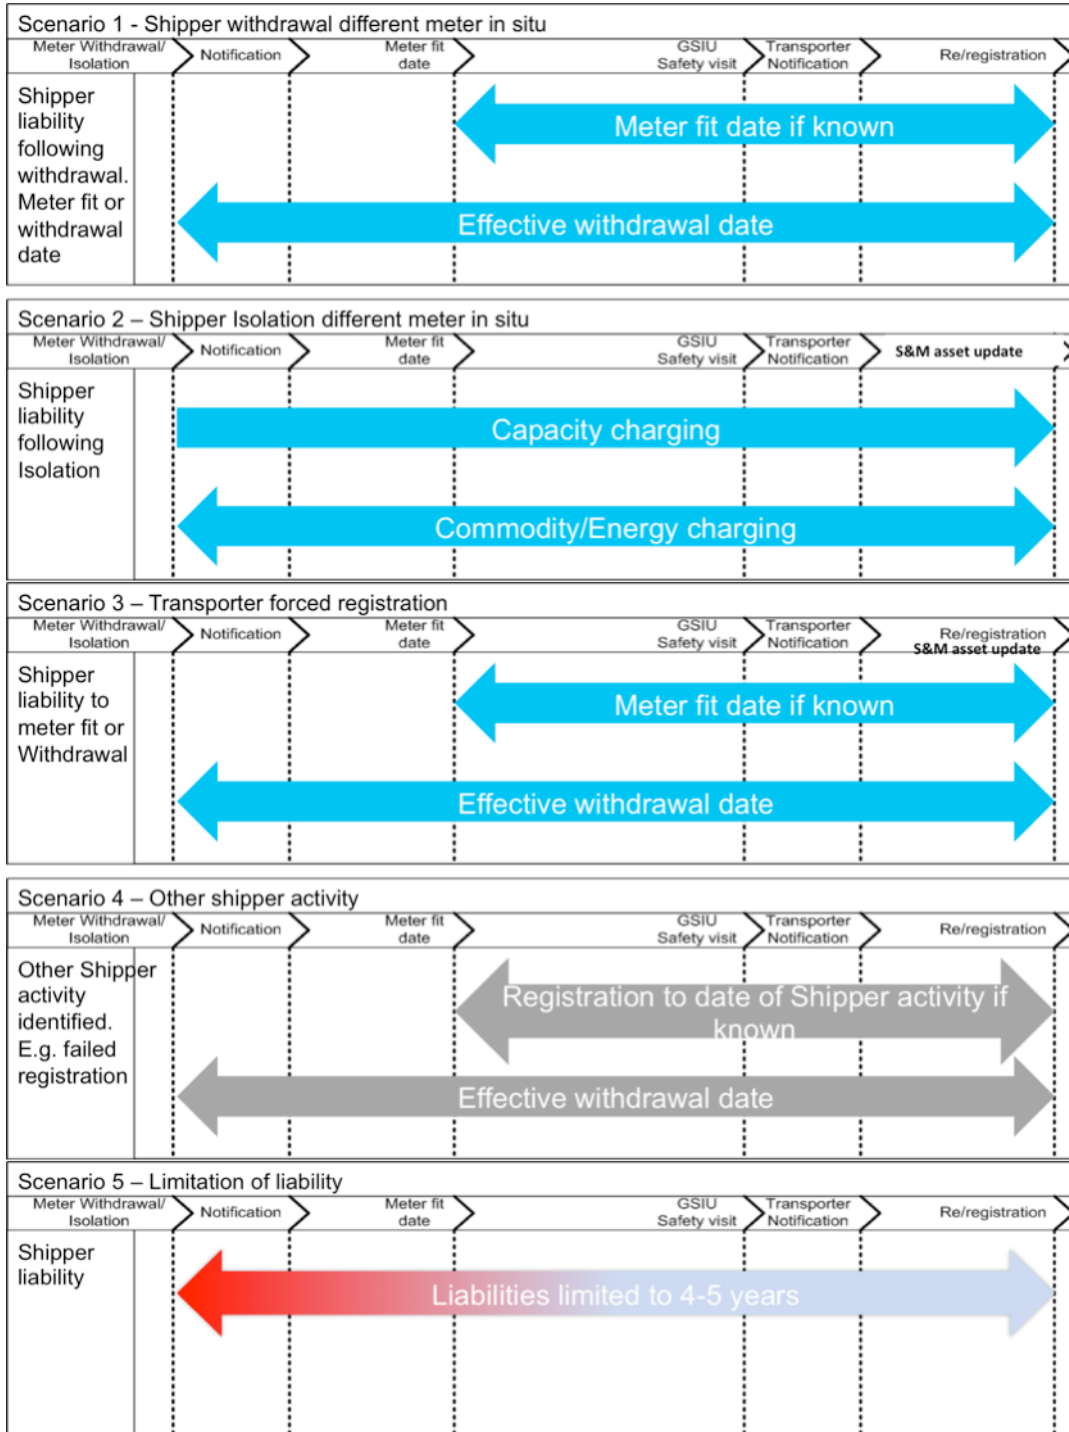 Scenario 1 - Shipper withdrawal different meter in situ
Meter Withdrawal/
Isolation
Notification
Meter fit
date
GSIU
Safety visit
Transporter
Notification
Re/registration
Shipper
liability
following
withdrawal.
Meter fit or
withdrawal
date
Meter fit date if known
Effective withdrawal date
Scenario 2 – Shipper Isolation different meter in situ
Meter Withdrawal/
Isolation
Notification
Meter fit
date
GSIU
Safety visit
Transporter
Notification
S&M asset update
Shipper
liability
following
Isolation
Capacity charging
Commodity/Energy charging
Scenario 3 – Transporter forced registration
Meter Withdrawal/
Isolation
Notification
Meter fit
date
GSIU
Safety visit
Transporter
Notification
Re/registration
S&M asset update
Shipper
liability to
meter fit or
Withdrawal
Meter fit date if known
Effective withdrawal date
Scenario 4 – Other shipper activity
Meter Withdrawal/
Isolation
Notification
Meter fit
date
GSIU
Safety visit
Transporter
Notification
Re/registration
Other Shipper
activity
identified.
E.g. failed
registration
Registration to date of Shipper activity if
known
Effective withdrawal date
Scenario 5 – Limitation of liability
Meter Withdrawal/
Isolation
Notification
Meter fit
date
GSIU
Safety visit
Transporter
Notification
Re/registration
Shipper
liability
Liabilities limited to 4-5 years